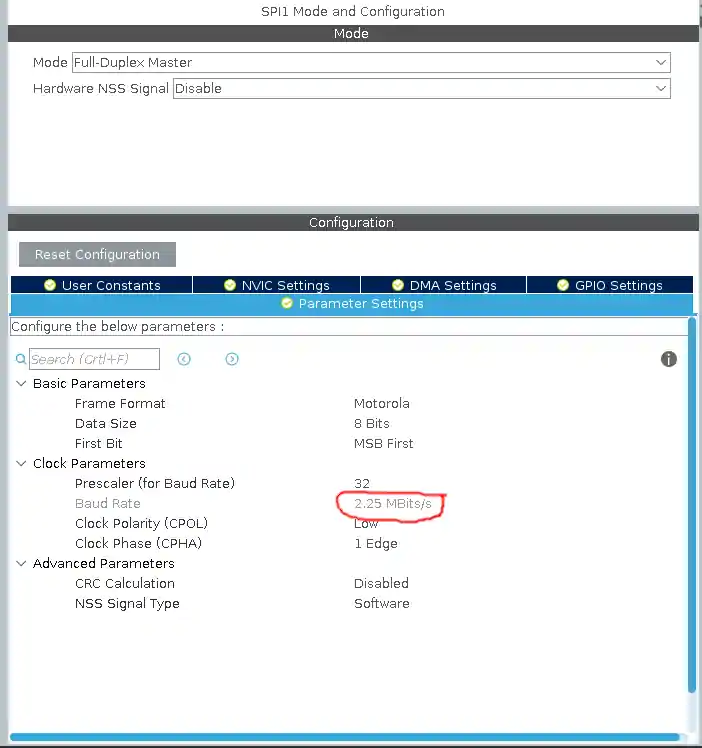 SPI1 Mode and Configuration
Mode
Mode Full-Duplex Master
Hardware NSS Signal Disable
Configuration
Reset Configuration
User Constants NVIC Settings DMA Settings GPIO Settings
Parameter Settings
Configure the below parameters :
Search (Crtl+F)
Basic Parameters
Frame Format Motorola
Data Size 8 Bits
First Bit MSB First
Clock Parameters
Prescaler (for Baud Rate) 32
Baud Rate 2.25 MBits/s
Clock Polarity (CPOL) Low
Clock Phase (CPHA) 1 Edge
Advanced Parameters
CRC Calculation Disabled
NSS Signal Type Software